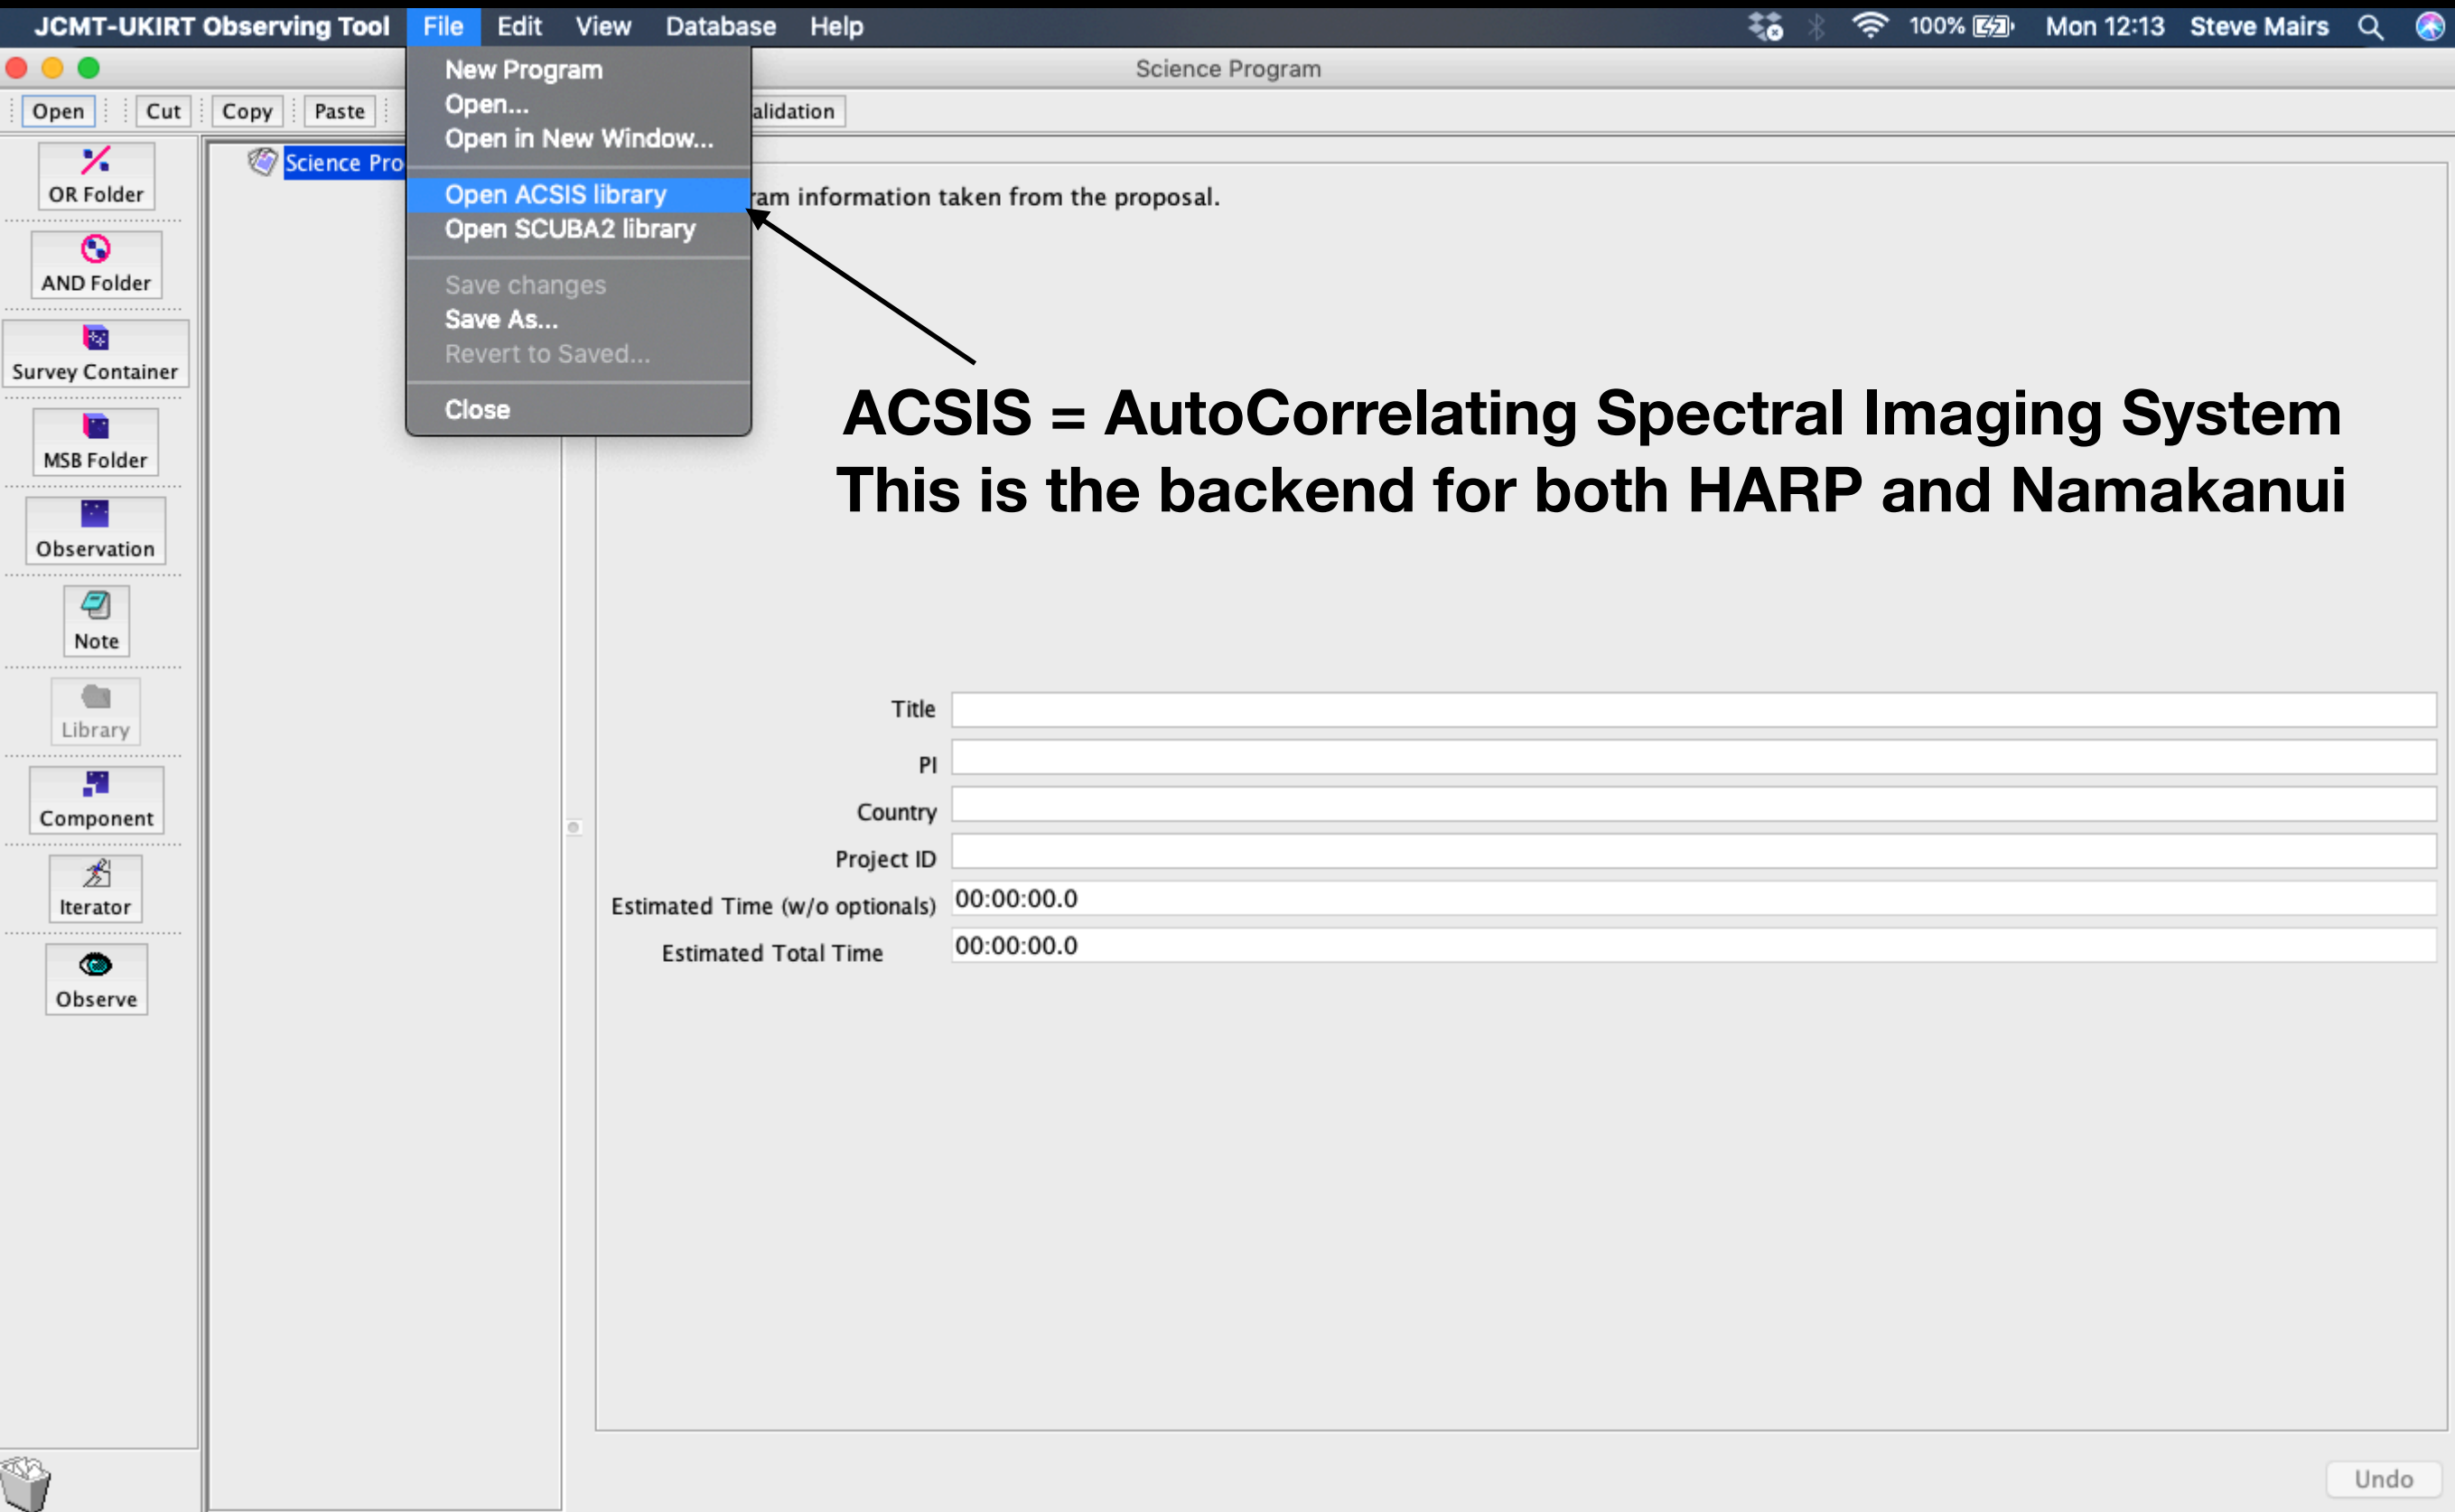 JCMT-UKIRT Observing Tool File Edit View Database Help 100% Mon 12:13 Steve Mairs
Science Program
Open Cut Copy Paste alidation
New Program
Open...
Open in New Window...
Open ACSIS library
Open SCUBA2 library
Save changes
Save As...
Revert to Saved...
Close
OR Folder
AND Folder
Survey Container
MSB Folder
Observation
Note
Library
Component
Iterator
Observe
Science Pro
ram information taken from the proposal.
ACSIS = AutoCorrelating Spectral Imaging System
This is the backend for both HARP and Namakanui
Title
PI
Country
Project ID
Estimated Time (w/o optionals) 00:00:00.0
Estimated Total Time 00:00:00.0
Undo